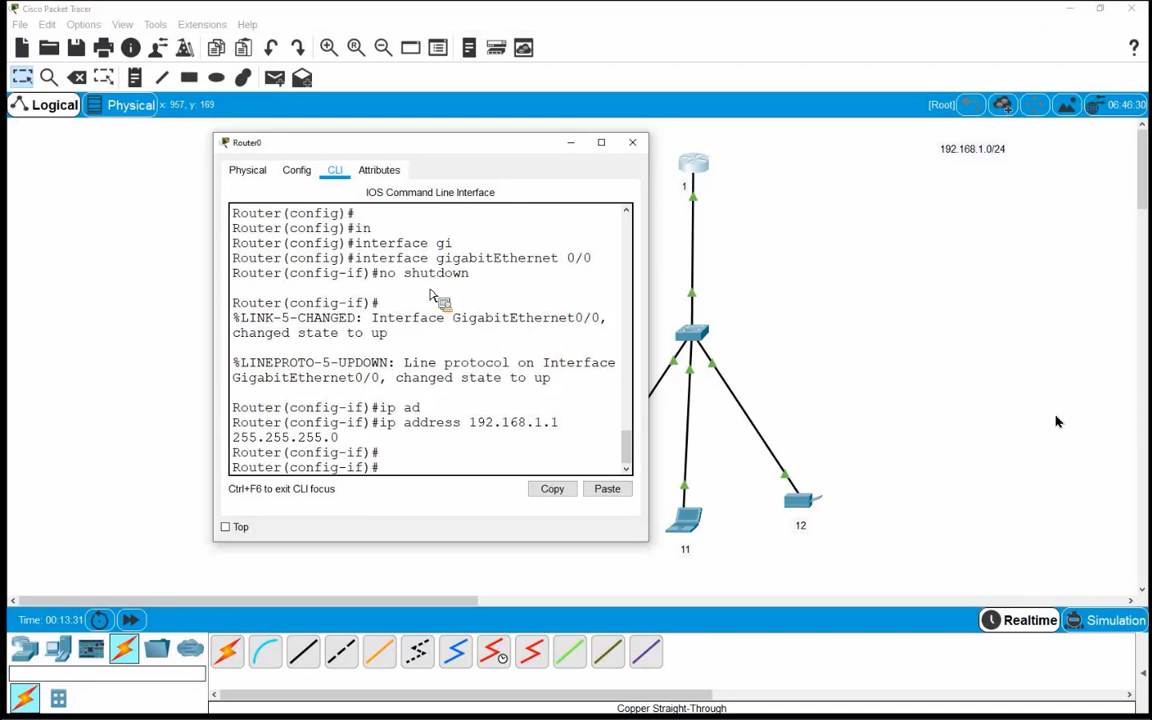 Cisco Packet Tracer
File Edit Options View Tools Extensions Help
Logical Physical x: 957, y: 169 [Root] 06:46:30
192.168.1.0/24
Router0
Physical Config CLI Attributes
IOS Command Line Interface
Router(config)#
Router(config)#in
Router(config)#interface gi
Router(config)#interface gigabitEthernet 0/0
Router(config-if)#no shutdown
Router(config-if)#
%LINK-5-CHANGED: Interface GigabitEthernet0/0,
changed state to up
%LINEPROTO-5-UPDOWN: Line protocol on Interface
GigabitEthernet0/0, changed state to up
Router(config-if)#ip ad
Router(config-if)#ip address 192.168.1.1
255.255.255.0
Router(config-if)#
Router(config-if)#
Ctrl+F6 to exit CLI focus
Copy Paste
Top
1
12
11
Time: 00:13:31 Realtime Simulation
Copper Straight-Through